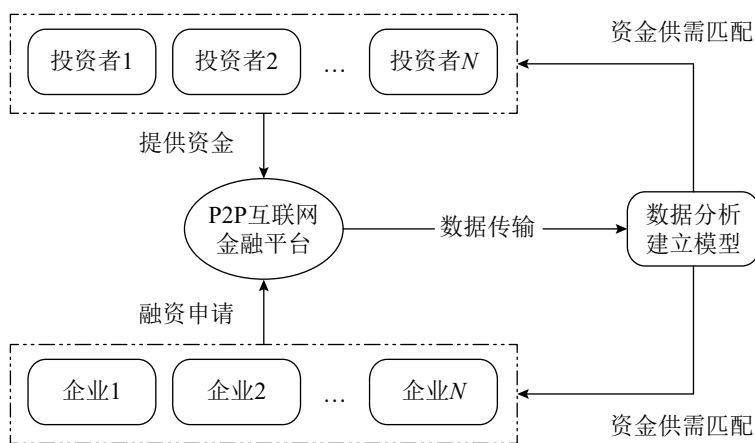 资金供需匹配
投资者1 投资者2 … 投资者N
提供资金
P2P互联网
金融平台
数据传输
数据分析
建立模型
融资申请
企业1 企业2 … 企业N
资金供需匹配